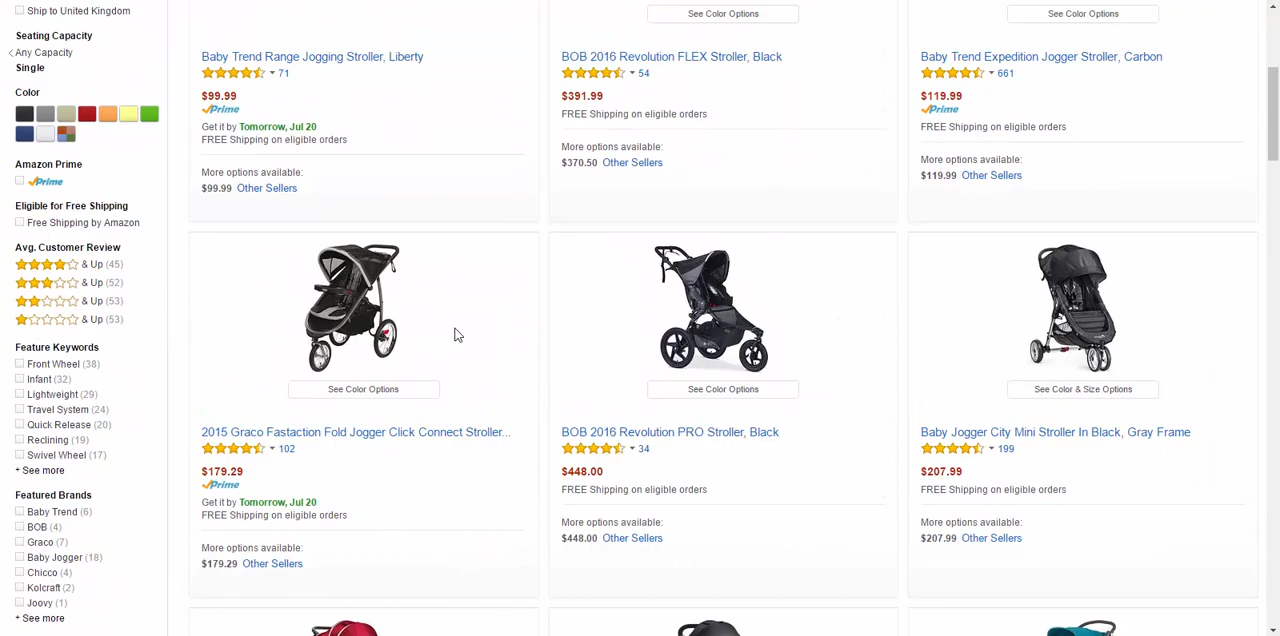 Ship to United Kingdom
Seating Capacity
Any Capacity
Single
Color
Amazon Prime
Prime
Eligible for Free Shipping
Free Shipping by Amazon
Avg. Customer Review
& Up (45)
& Up (52)
& Up (53)
& Up (53)
Feature Keywords
Front Wheel (38)
Infant (32)
Lightweight (29)
Travel System (24)
Quick Release (20)
Reclining (19)
Swivel Wheel (17)
+ See more
Featured Brands
Baby Trend (6)
BOB (4)
Graco (7)
Baby Jogger (18)
Chicco (4)
Kolcraft (2)
Joovy (1)
+ See more
Baby Trend Range Jogging Stroller, Liberty
71
$99.99
Prime
Get it by Tomorrow, Jul 20
FREE Shipping on eligible orders
More options available:
$99.99 Other Sellers
See Color Options
BOB 2016 Revolution FLEX Stroller, Black
54
$391.99
FREE Shipping on eligible orders
More options available:
$370.50 Other Sellers
See Color Options
Baby Trend Expedition Jogger Stroller, Carbon
661
$119.99
Prime
FREE Shipping on eligible orders
More options available:
$119.99 Other Sellers
See Color Options
2015 Graco Fastaction Fold Jogger Click Connect Stroller...
102
$179.29
Prime
Get it by Tomorrow, Jul 20
FREE Shipping on eligible orders
More options available:
$179.29 Other Sellers
See Color Options
BOB 2016 Revolution PRO Stroller, Black
34
$448.00
FREE Shipping on eligible orders
More options available:
$448.00 Other Sellers
See Color & Size Options
Baby Jogger City Mini Stroller In Black, Gray Frame
199
$207.99
FREE Shipping on eligible orders
More options available:
$207.99 Other Sellers